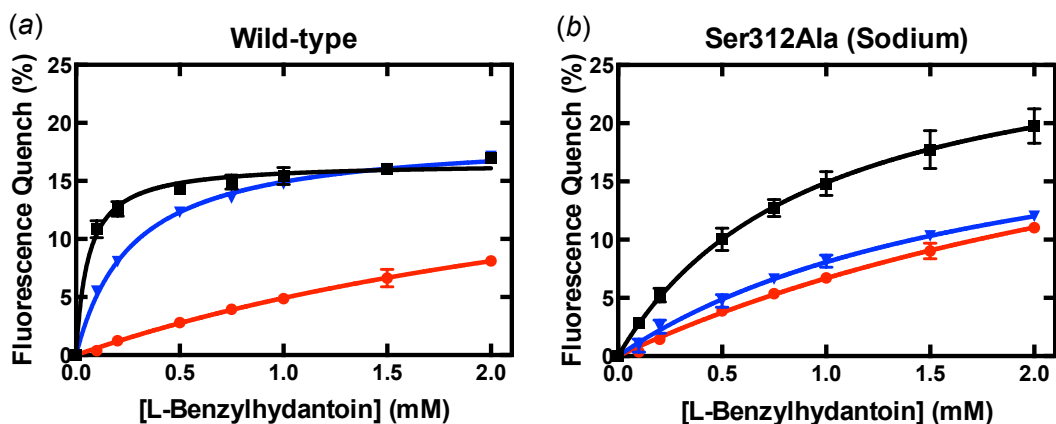 (a)
Wild-type
Fluorescence Quench (%)
25
20
15
10
5
0
0.0 0.5 1.0 1.5 2.0
[L-Benzylhydantoin] (mM)
(b)
Ser312Ala (Sodium)
Fluorescence Quench (%)
25
20
15
10
5
0
0.0 0.5 1.0 1.5 2.0
[L-Benzylhydantoin] (mM)